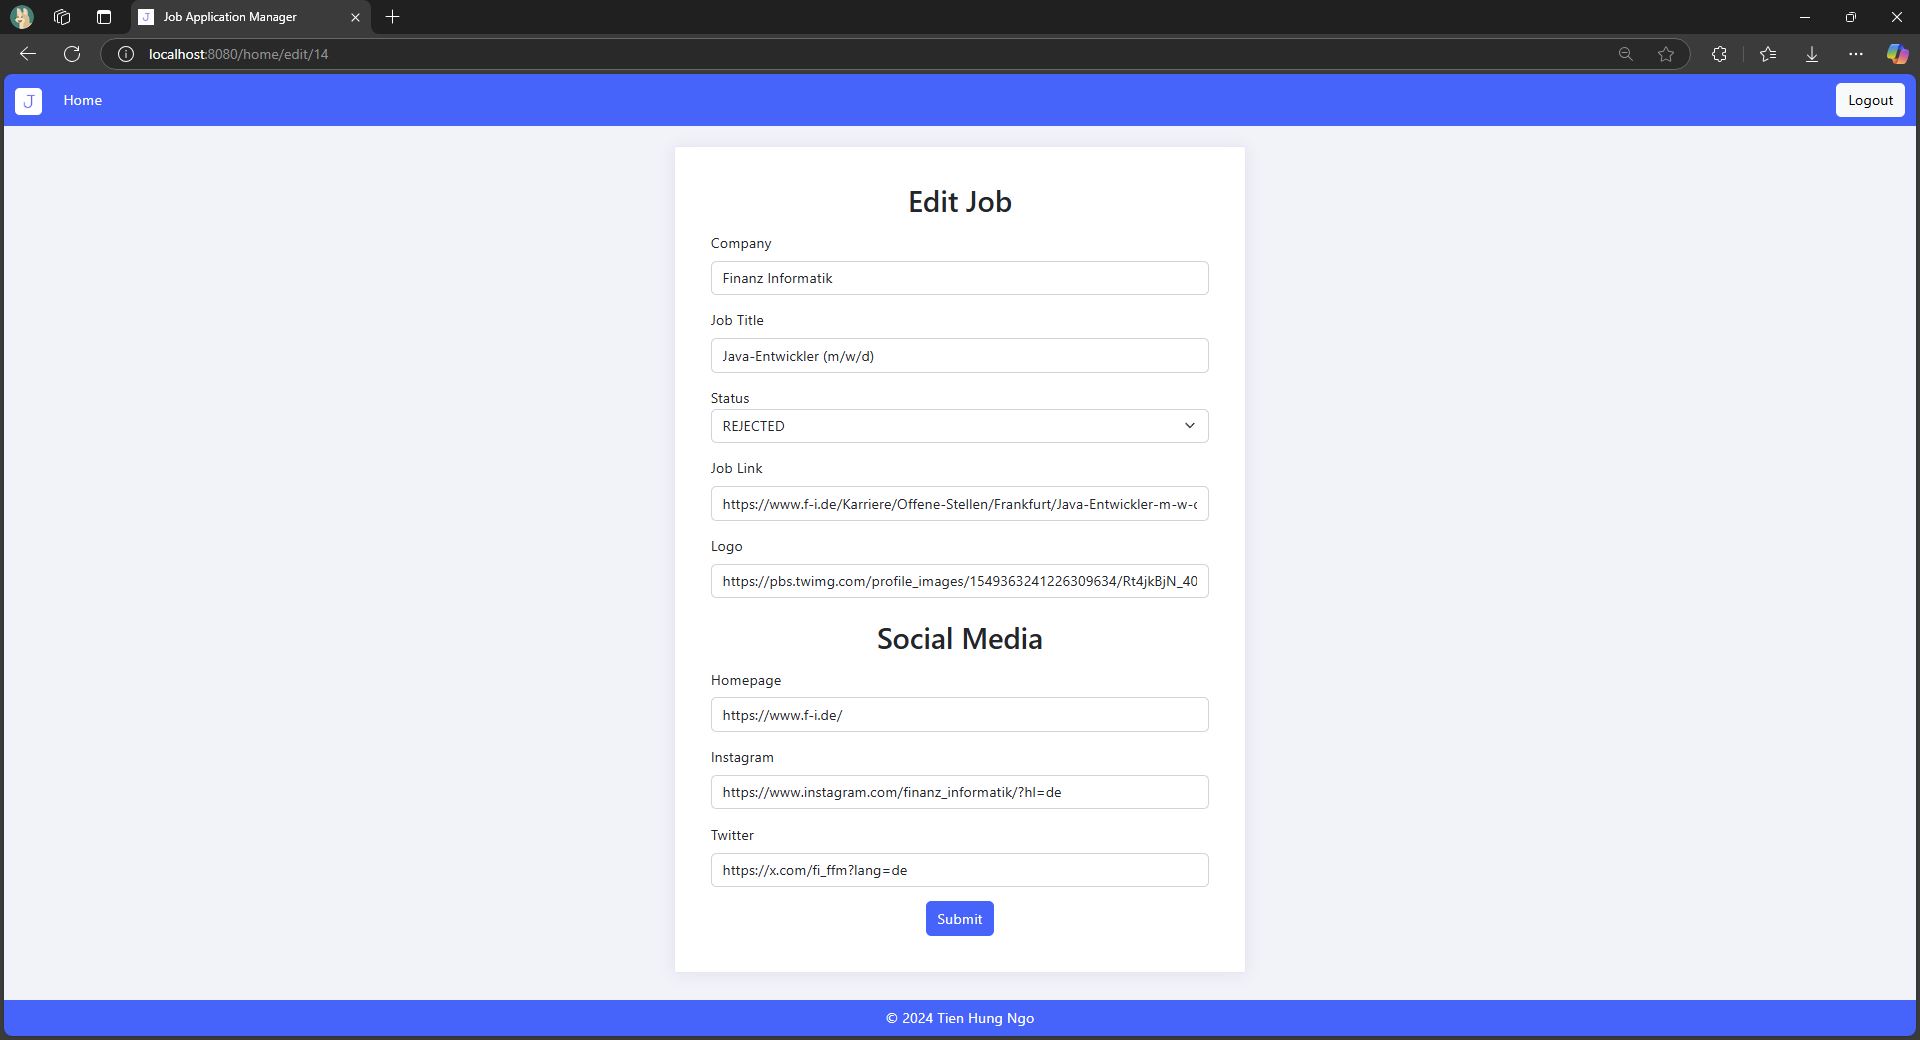 J
Job Application Manager
localhost:8080/home/edit/14
J
Home
Logout
Edit Job
Company
Finanz Informatik
Job Title
Java-Entwickler (m/w/d)
Status
REJECTED
Job Link
https://www.f-i.de/Karriere/Offene-Stellen/Frankfurt/Java-Entwickler-m-w-
Logo
https://pbs.twimg.com/profile_images/1549363241226309634/Rt4jkBjN_40
Social Media
Homepage
https://www.f-i.de/
Instagram
https://www.instagram.com/finanz_informatik/?hl=de
Twitter
https://x.com/fi_ffm?lang=de
Submit
© 2024 Tien Hung Ngo